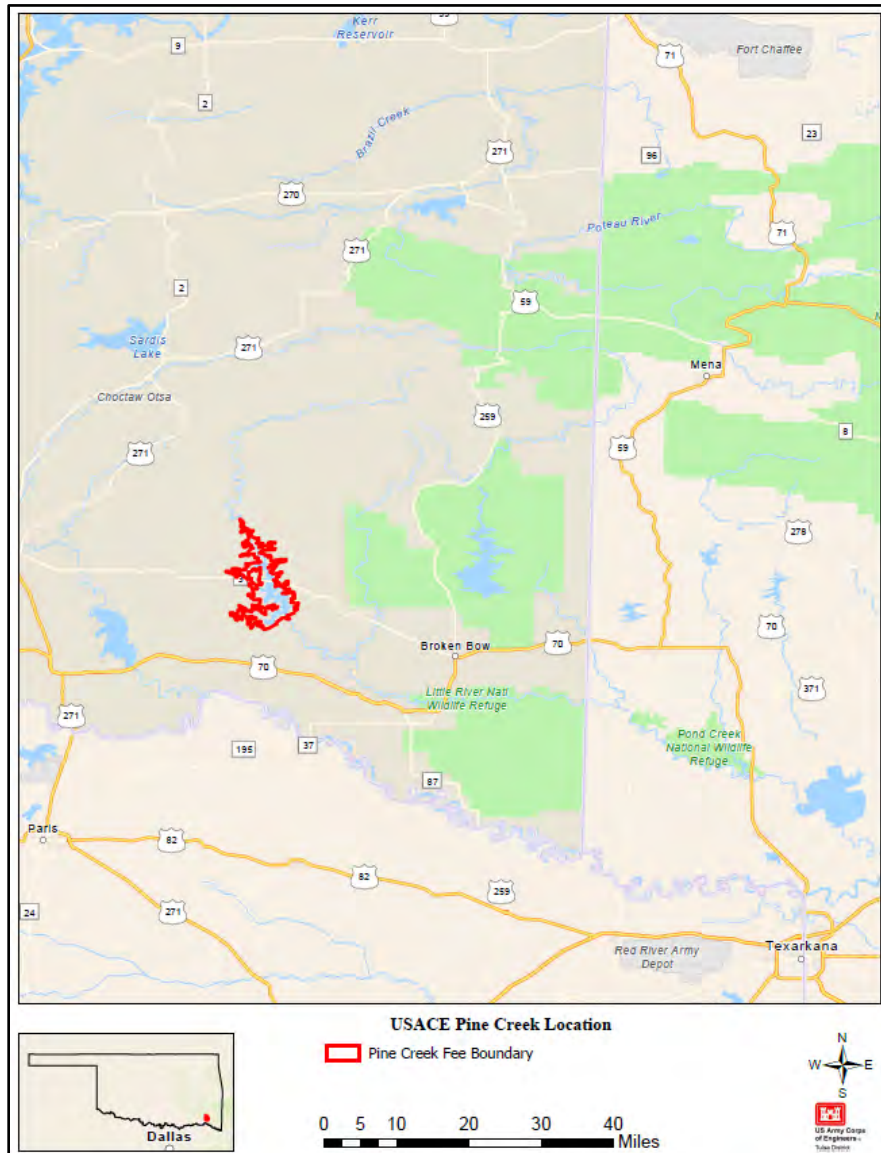 Kerr
Reservoir
59
9
71
Fort Chaffee
2
Brazil Creek
23
271
96
270
Poteau River
271
71
2
59
Sardis
Lake
271
Mena
Choctaw Otsa
259
271
59
8
278
3
70
Broken Bow
70
70
Little River Natl
Wildlife Refuge
371
271
195
37
Pond Creek
National Wildlife
Refuge
87
Paris
82
82
259
24
271
Red River Army
Depot
Texarkana
USACE Pine Creek Location
Pine Creek Fee Boundary
N
W E
S
Dallas
0 5 10 20 30 40
Miles
US Army Corps
of Engineers
Tulsa District